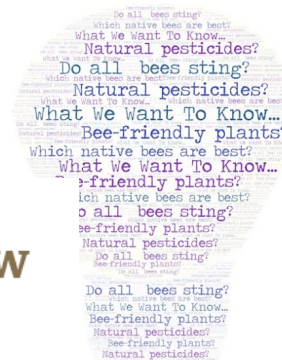 Do all bees sting?
Which native bees are best?
What We Want To Know...
Natural pesticides?
Do all bees sting?
Which native bees are best?
Natural pesticides?
What We Want To Know...
What We Want To Know...
Bee-friendly plants?
Which native bees are best?
What We Want To Know...
e-friendly plants?
ich native bees are best?
o all bees sting?
ee-friendly plants?
Natural pesticides?
Do all bees sting?
Bee-friendly plants?
w
Do all bees sting?
Which native bees are best?
What We Want To Know...
Bee-friendly plants?
Natural pesticides?
Bee-friendly plants?
Natural pesticides?